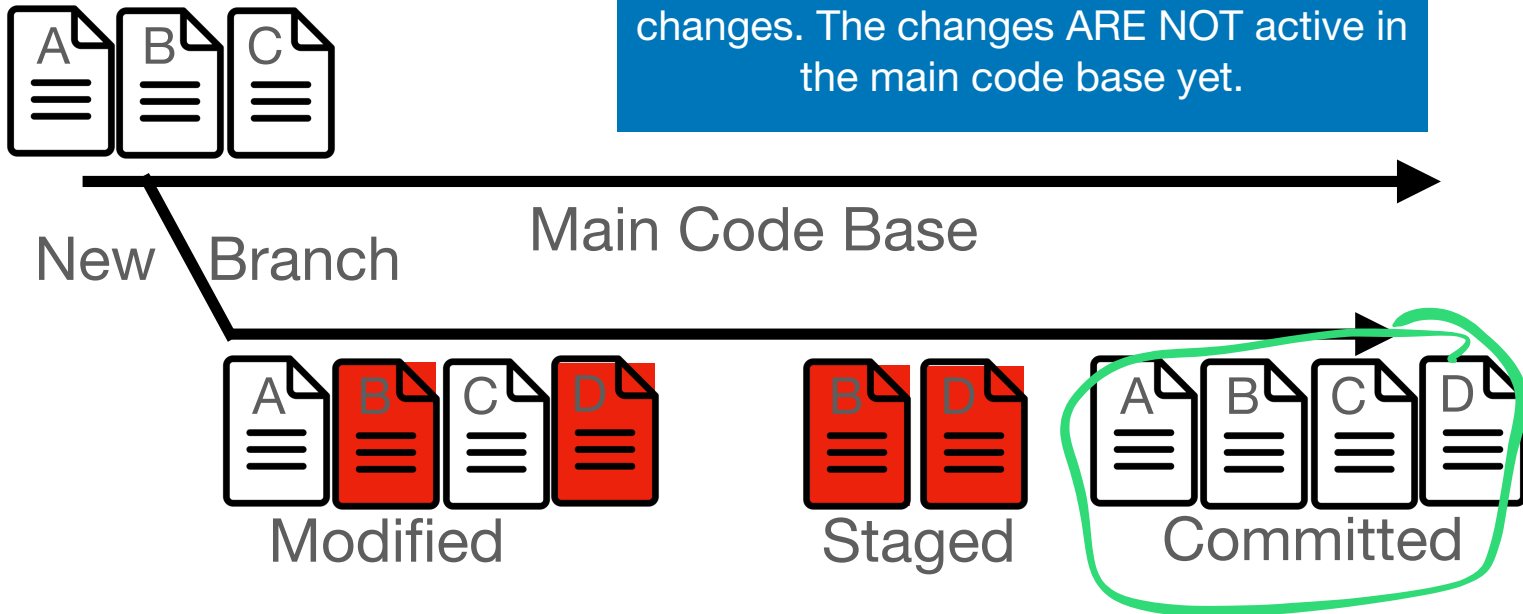 changes. The changes ARE NOT active in
the main code base yet.
A B C
Main Code Base
New Branch
A B C D
B D
A B C D
Modified
Staged
Committed